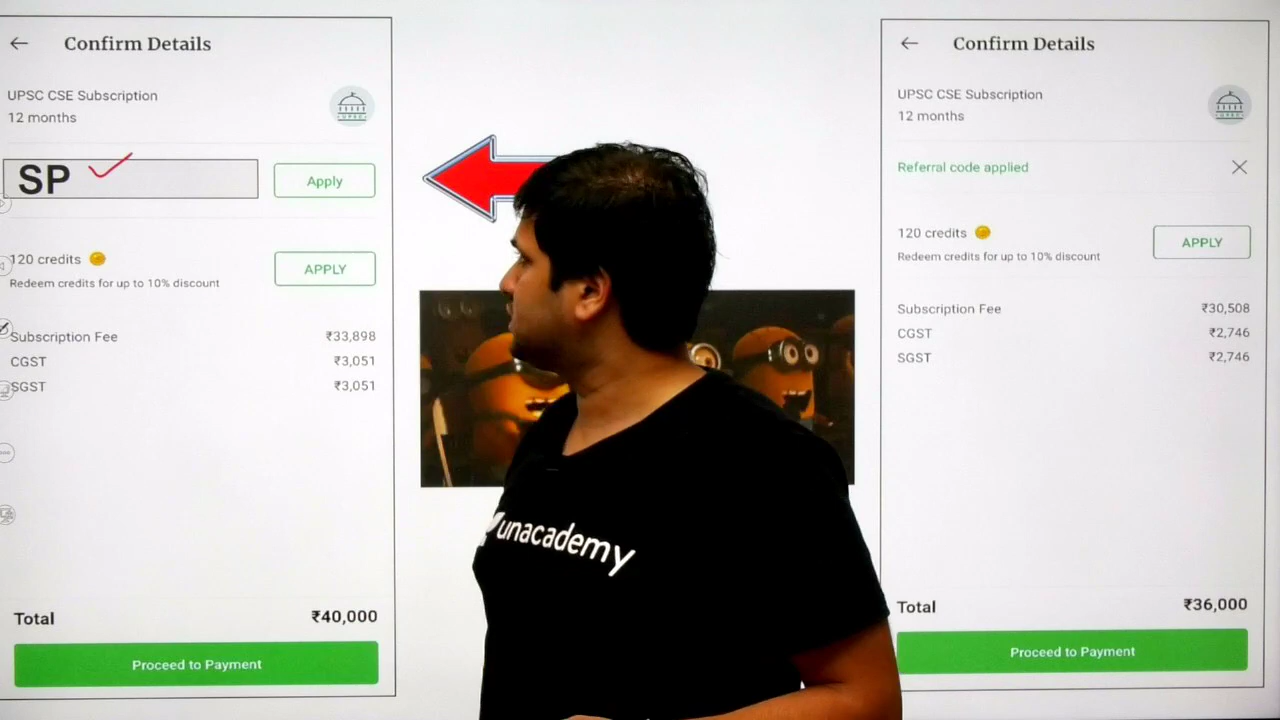 Confirm Details
UPSC CSE Subscription
12 months
UPSC
SP
Apply
120 credits
APPLY
Redeem credits for up to 10% discount
Subscription Fee ₹33,898
CGST ₹3,051
SGST ₹3,051
Total ₹40,000
Proceed to Payment
unacademy
Confirm Details
UPSC CSE Subscription
12 months
UPSC
Referral code applied
120 credits
APPLY
Redeem credits for up to 10% discount
Subscription Fee ₹30,508
CGST ₹2,746
SGST ₹2,746
Total ₹36,000
Proceed to Payment